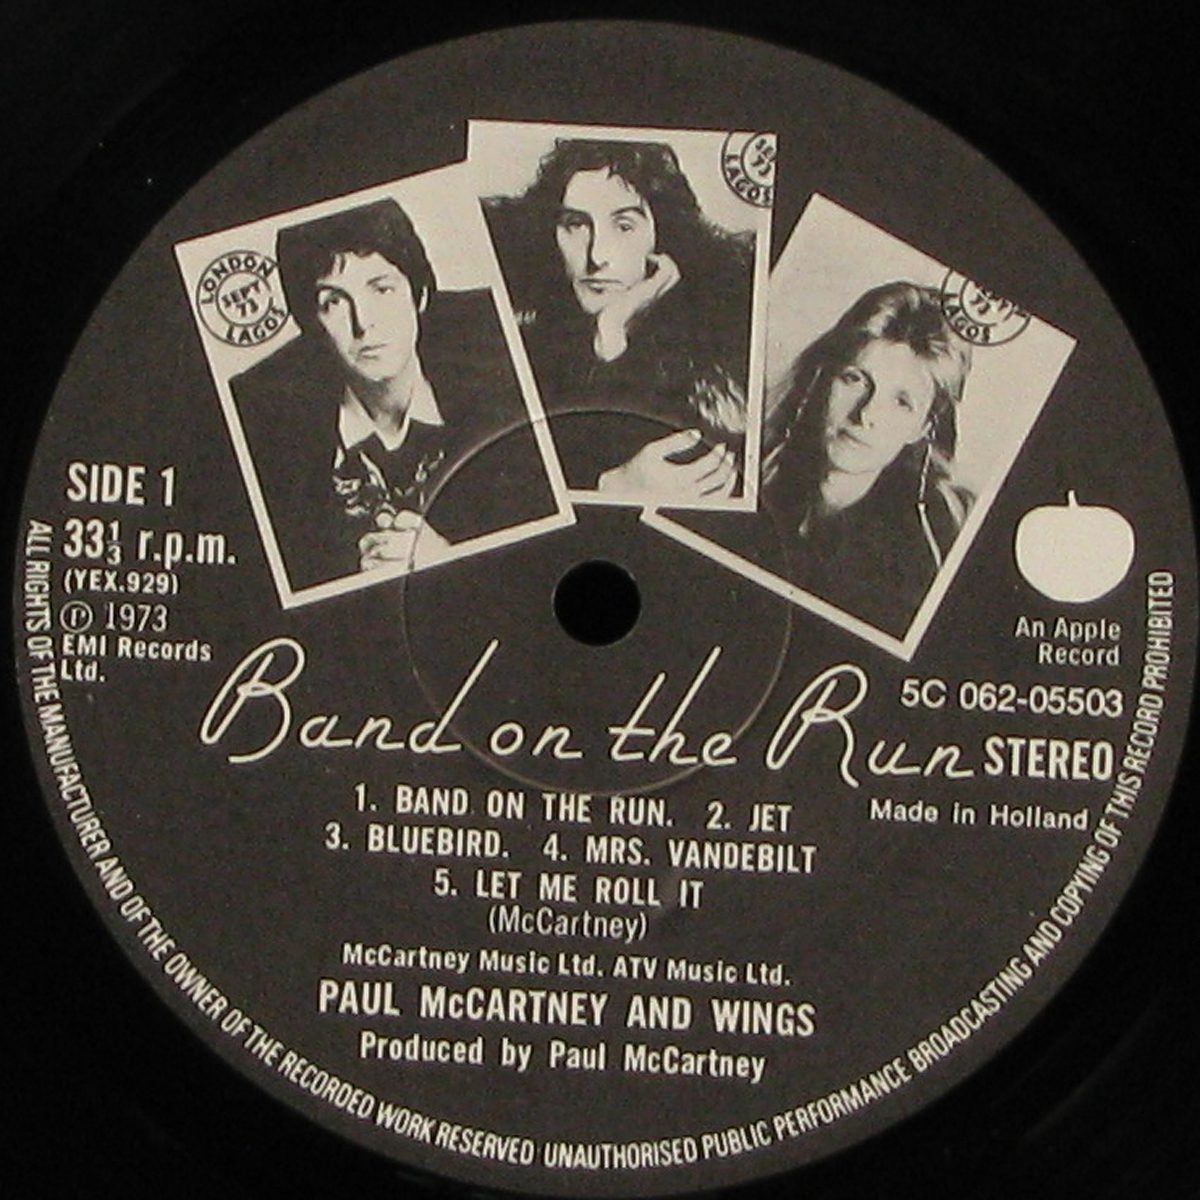 LONDON
SEPT
73
LAGOS
73
LAGOS
73
LAGOS
SIDE 1
33⅓ r.p.m.
(YEX.929)
℗ 1973
EMI Records
Ltd.
An Apple
Record
5C 062-05503
STEREO
Made in Holland
Band on the Run
1. BAND ON THE RUN. 2. JET
3. BLUEBIRD. 4. MRS. VANDEBILT
5. LET ME ROLL IT
(McCartney)
McCartney Music Ltd. ATV Music Ltd.
PAUL McCARTNEY AND WINGS
Produced by Paul McCartney
ALL RIGHTS OF THE MANUFACTURER AND OF THE OWNER OF THE RECORDED WORK RESERVED UNAUTHORISED PUBLIC PERFORMANCE BROADCASTING AND COPYING OF THIS RECORD PROHIBITED